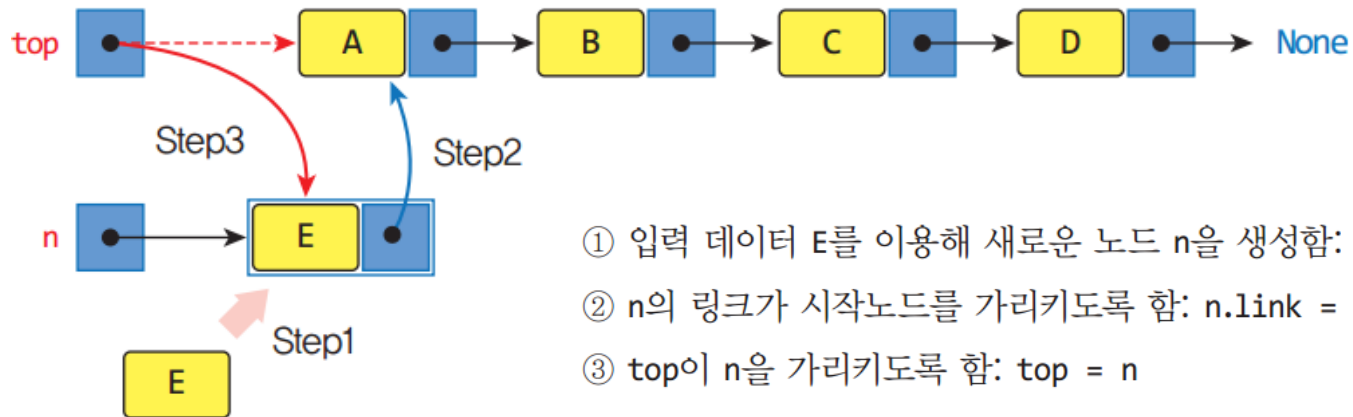 top A B C D None
Step3
Step2
n E
Step1
E
① 입력 데이터 E를 이용해 새로운 노드 n을 생성함:
② n의 링크가 시작노드를 가리키도록 함: n.link =
③ top이 n을 가리키도록 함: top = n